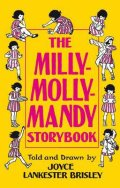 THE
MILLY-
MOLLY-
MANDY
STORYBOOK
Told and Drawn by
JOYCE
LANKESTER BRISLEY